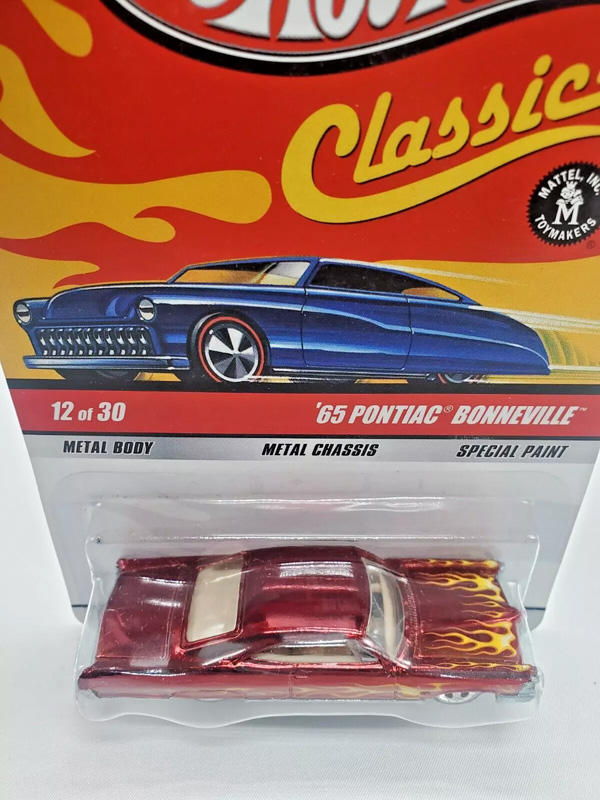 Classics
MATTEL, INC.
M
TOYMAKERS
®
12 of 30
'65 PONTIAC® BONNEVILLE™
METAL BODY
METAL CHASSIS
SPECIAL PAINT